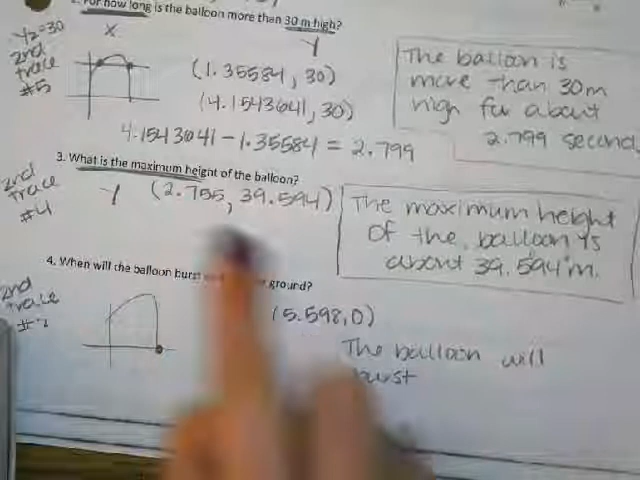 For how long is the balloon more than 30 m high?
Y2=30
2nd
trace
#5
X
Y
(1.35584, 30)
(4.1543641, 30)
4.1543641 - 1.35584 = 2.799
The balloon is
more than 30m
high for about
2.799 second
3. What is the maximum height of the balloon?
2nd
trace
#4
Y (2.755, 39.594)
The maximum height
of the balloon is
about 39.594 m.
4. When will the balloon burst ground?
2nd
trace
(5.598,0)
The balloon will
burst